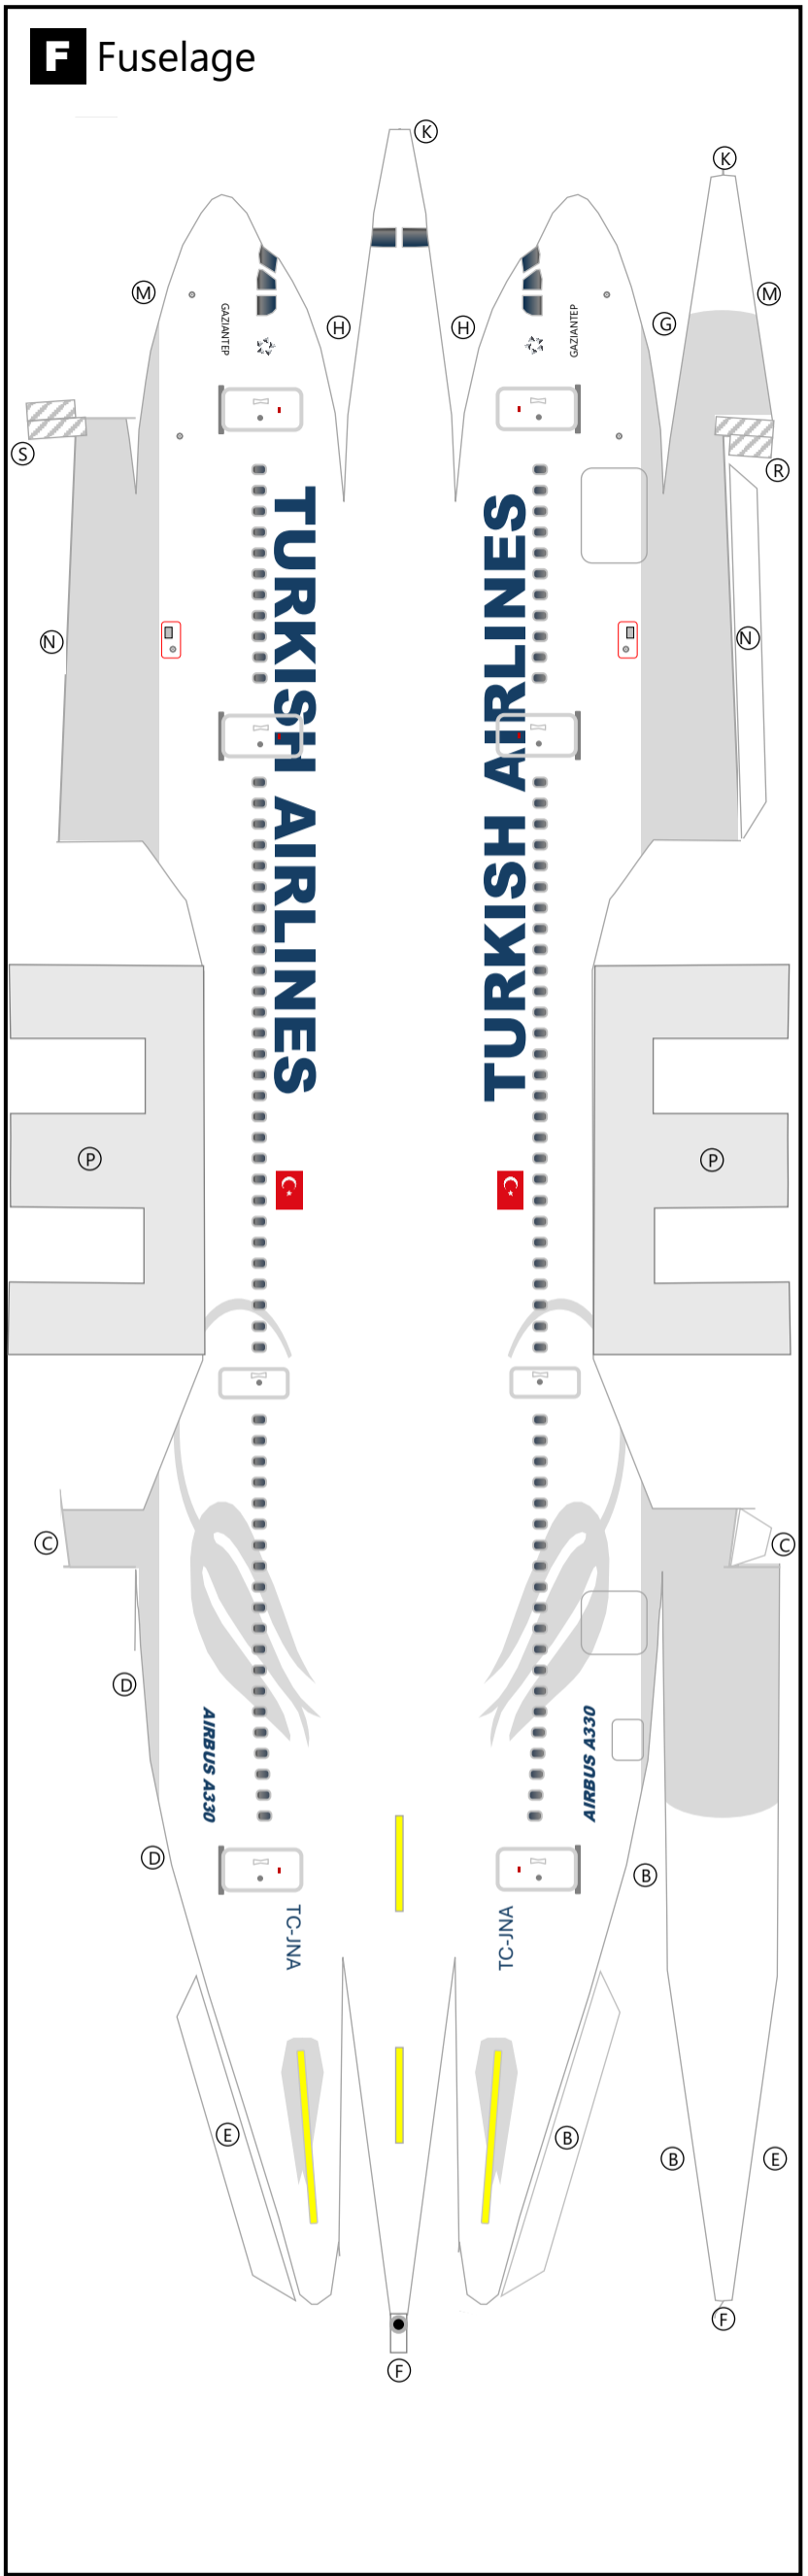 F Fuselage
K
K
M
M
H
H
G
GAZIANTEP
GAZIANTEP
S
R
TURKISH AIRLINES
TURKISH AIRLINES
N
N
P
P
C
C
D
AIRBUS A330
AIRBUS A330
D
B
TC-JNA
TC-JNA
E
B
B
E
F
F